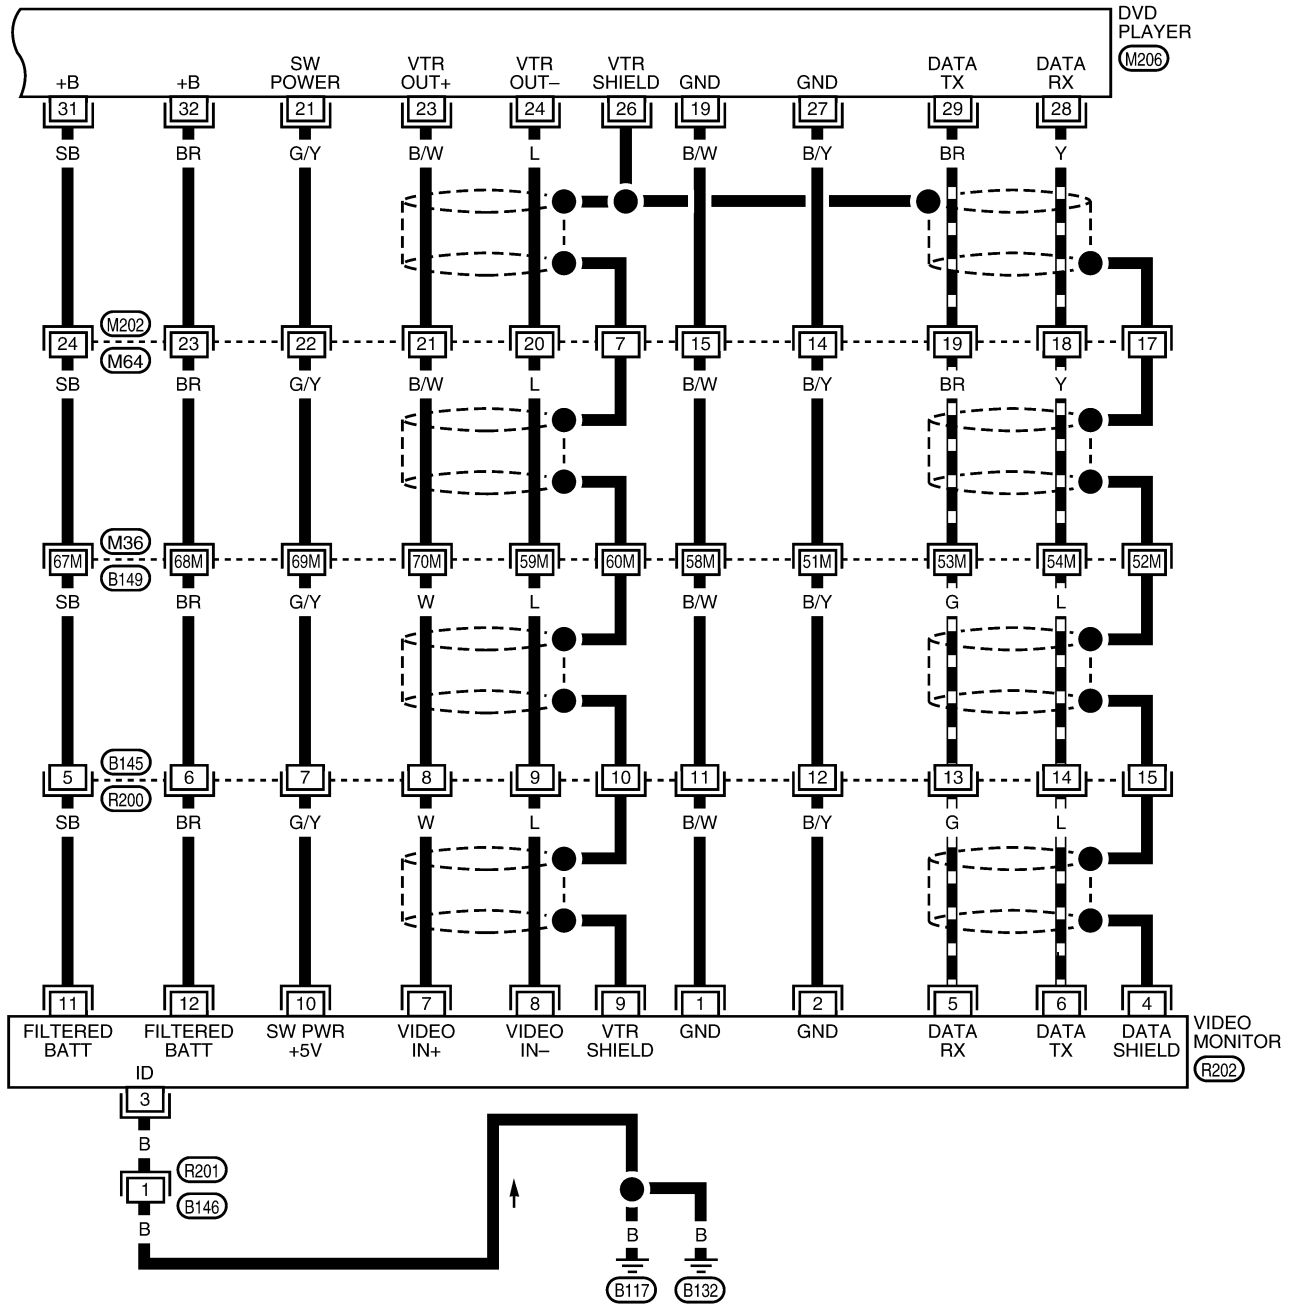 DVD
PLAYER
M206
SW VTR VTR VTR DATA DATA
+B +B POWER OUT+ OUT– SHIELD GND GND TX RX
31 32 21 23 24 26 19 27 29 28
SB BR G/Y B/W L B/W B/Y BR Y
M202
24 23 22 21 20 7 15 14 19 18 17
M64
SB BR G/Y B/W L B/W B/Y BR Y
M36
67M 68M 69M 70M 59M 60M 58M 51M 53M 54M 52M
B149
SB BR G/Y W L B/W B/Y G L
B145
5 6 7 8 9 10 11 12 13 14 15
R200
SB BR G/Y W L B/W B/Y G L
11 12 10 7 8 9 1 2 5 6 4
FILTERED FILTERED SW PWR VIDEO VIDEO VTR GND GND DATA DATA DATA
BATT BATT +5V IN+ IN– SHIELD RX TX SHIELD
VIDEO
MONITOR
R202
ID
3
B
R201
1
B146
B B B
B117 B132